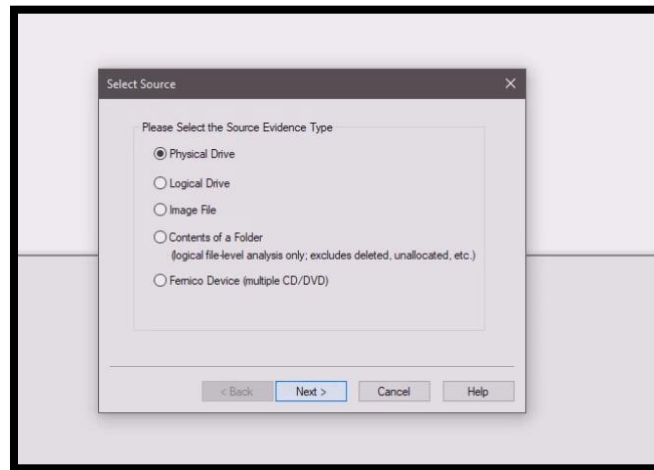 Select Source
Please Select the Source Evidence Type
Physical Drive
Logical Drive
Image File
Contents of a Folder
(logical file-level analysis only; excludes deleted, unallocated, etc.)
Fernico Device (multiple CD/DVD)
< Back Next > Cancel Help